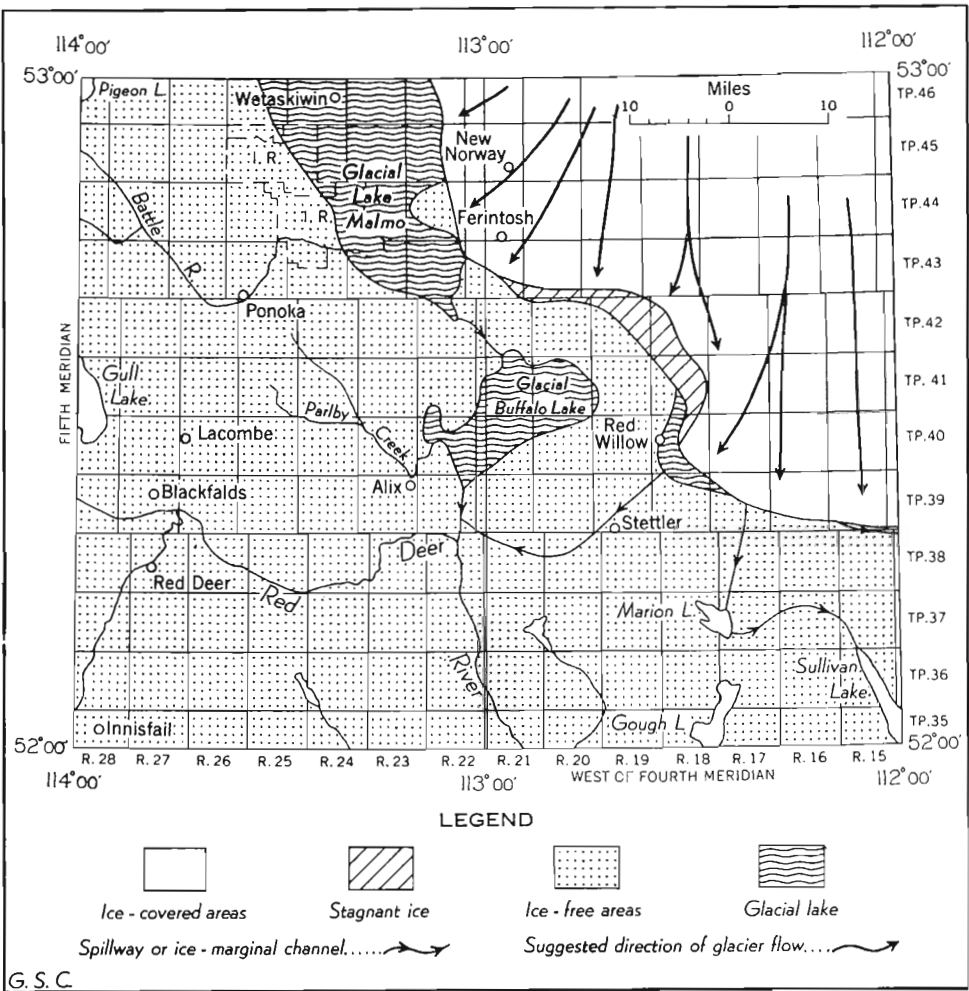 114°00'
113°00'
112°00'
53°00'
53°00'
Pigeon L.
Wetaskiwin
Miles
10 0 10
TP.46
New
Norway
TP.45
I. R.
Glacial
Lake
Malmo
I. R.
Ferintosh
TP.44
Battle
R.
TP.43
Ponoka
TP.42
FIFTH MERIDIAN
Gull
Lake
Glacial
Buffalo Lake
TP. 41
Parlby
Creek
Lacombe
Red
Willow
TP.40
Alix
Blackfalds
TP.39
Stettler
Deer
TP.38
Red Deer
Red
Marion L.
TP.37
River
Sullivan
Lake
TP.36
Innisfail
Gough L.
TP.35
52°00'
52°00'
R. 28 R. 27 R. 26 R. 25 R. 24 R. 23 R. 22 R. 21 R. 20 R. 19 R. 18 R. 17 R. 16 R. 15
WEST OF FOURTH MERIDIAN
114°00'
113°00'
112°00'
LEGEND
Ice - covered areas
Stagnant ice
Ice - free areas
Glacial lake
Spillway or ice - marginal channel......
Suggested direction of glacier flow....
G. S. C.